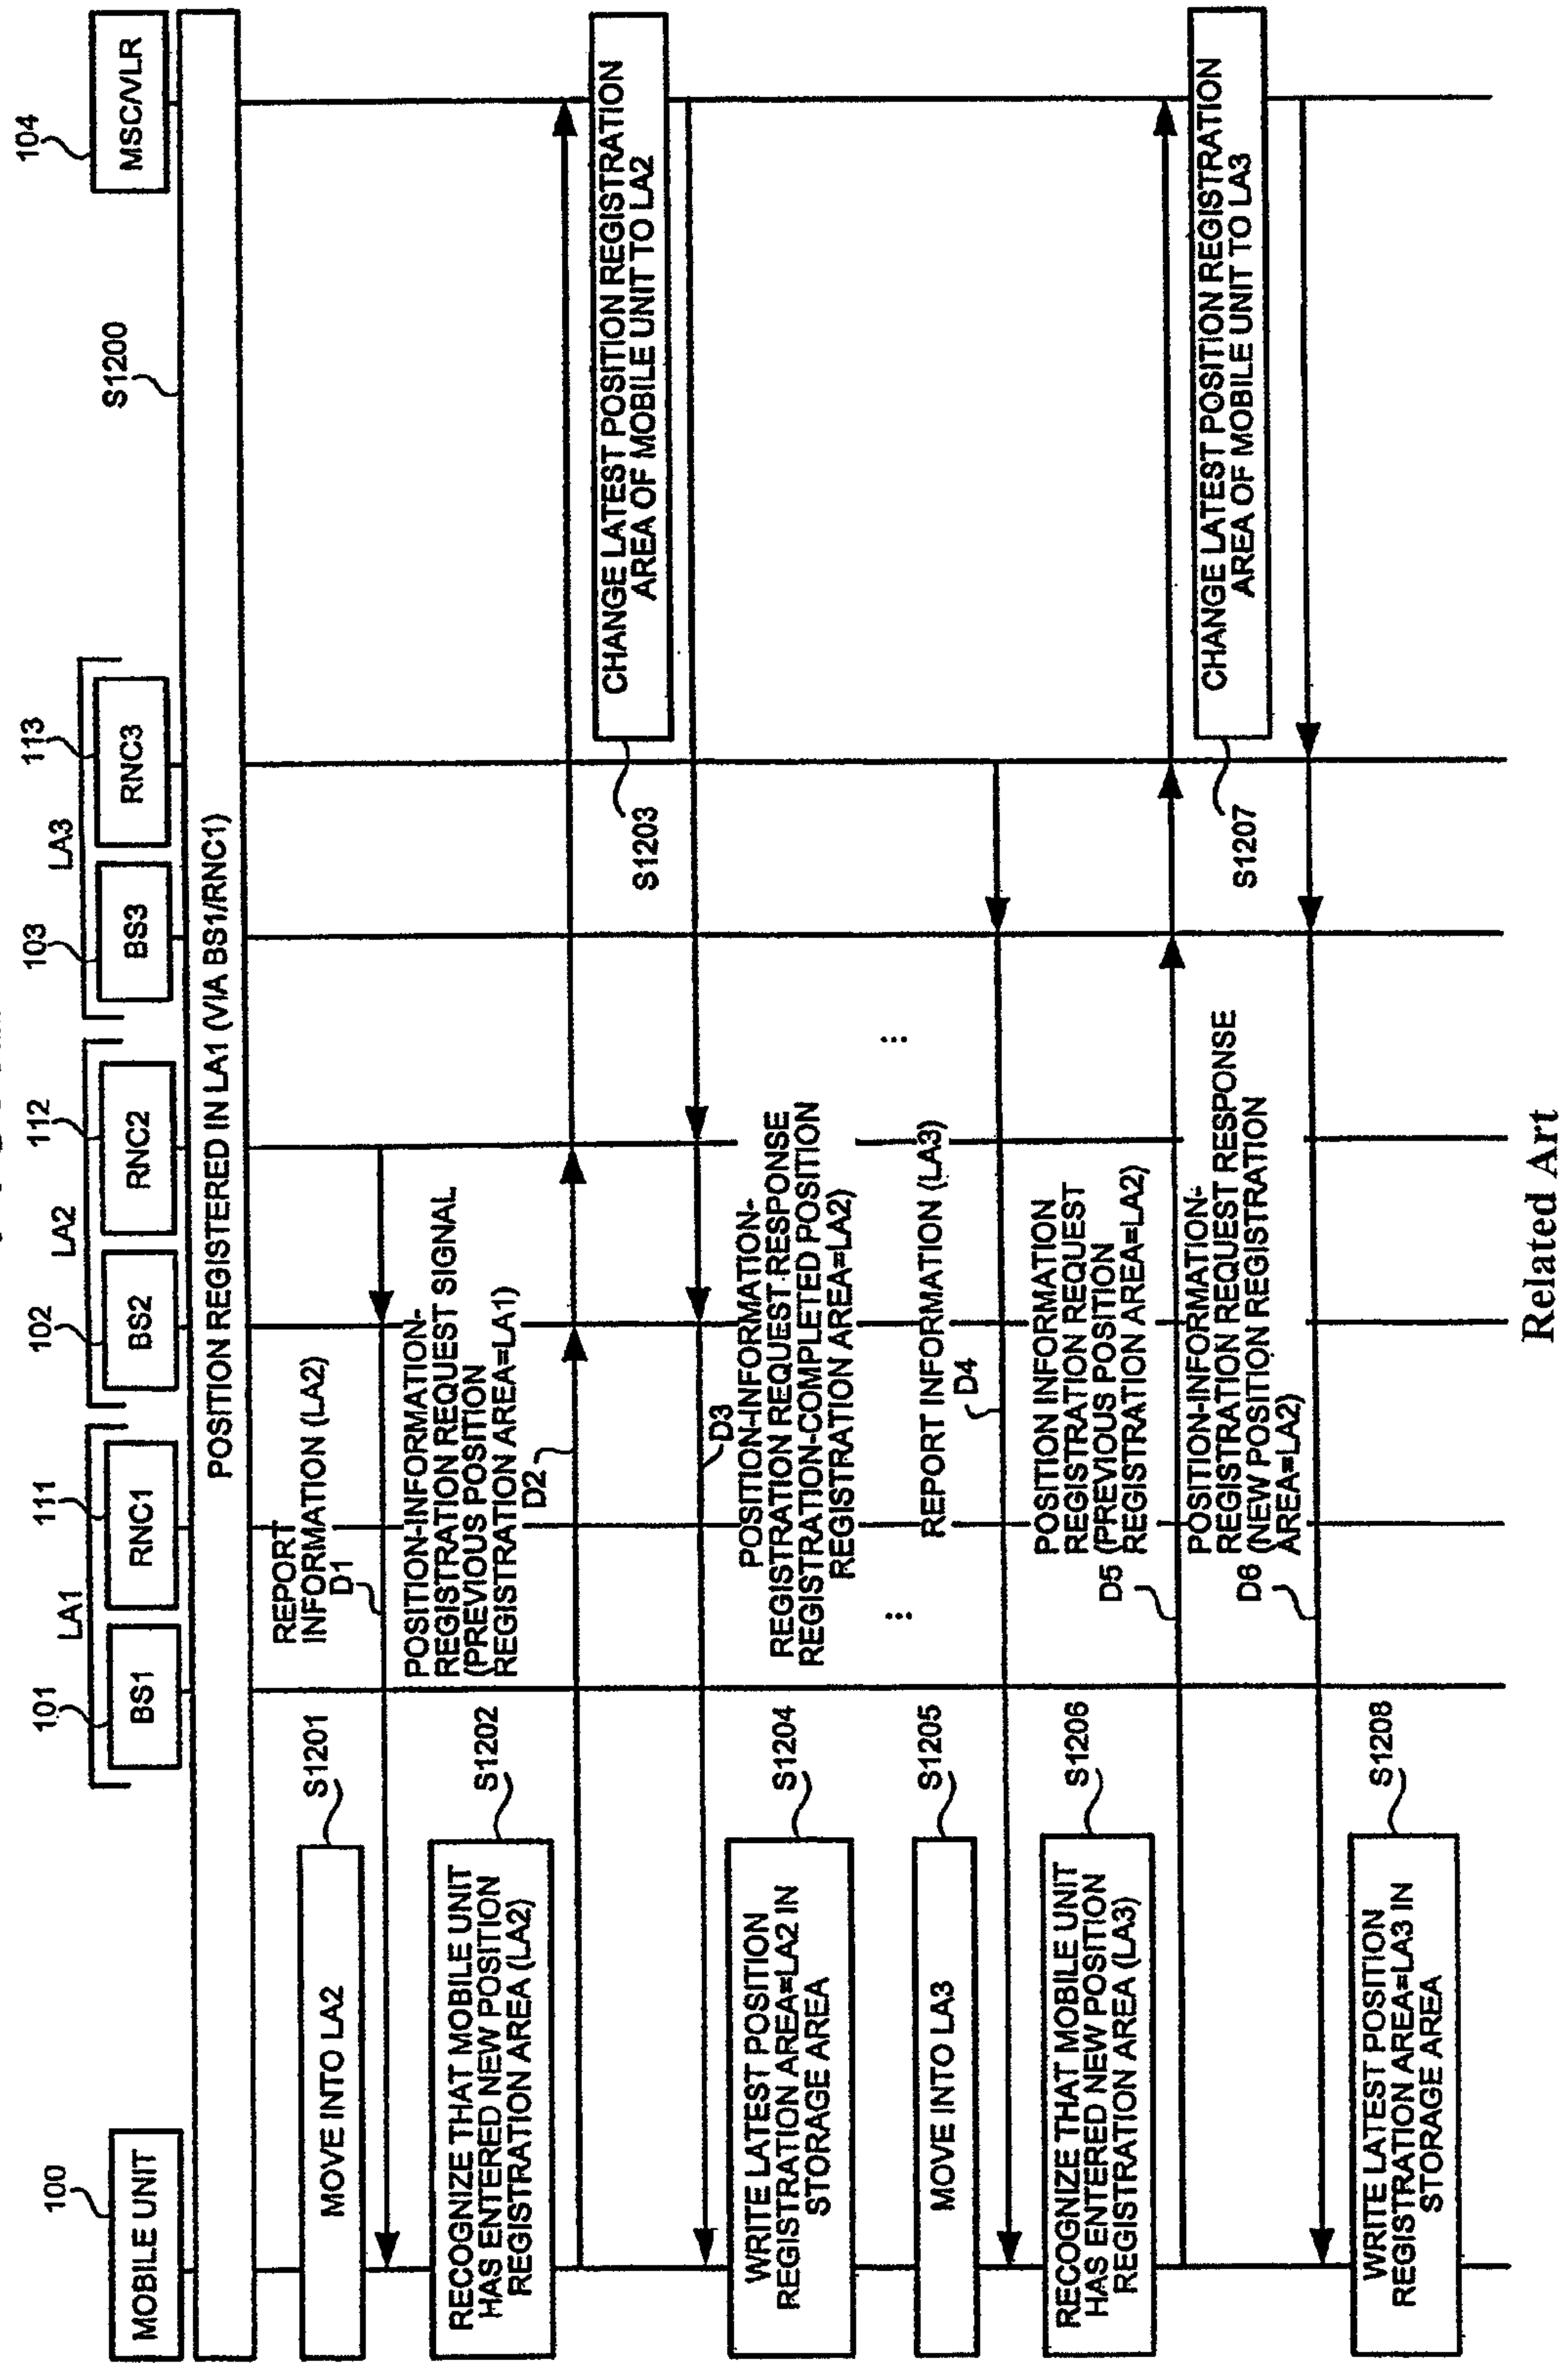 100
MOBILE UNIT
LA1
101
BS1
111
RNC1
LA2
102
BS2
112
RNC2
LA3
103
BS3
113
RNC3
104
MSC/VLR
S1200
POSITION REGISTERED IN LA1 (VIA BS1/RNC1)
S1201
MOVE INTO LA2
REPORT
INFORMATION (LA2)
D1
S1202
RECOGNIZE THAT MOBILE UNIT
HAS ENTERED NEW POSITION
REGISTRATION AREA (LA2)
POSITION-INFORMATION-
REGISTRATION REQUEST SIGNAL
(PREVIOUS POSITION
REGISTRATION AREA=LA1)
D2
CHANGE LATEST POSITION REGISTRATION
AREA OF MOBILE UNIT TO LA2
S1203
D3
POSITION-INFORMATION-
REGISTRATION REQUEST RESPONSE
REGISTRATION-COMPLETED POSITION
REGISTRATION AREA=LA2)
S1204
WRITE LATEST POSITION
REGISTRATION AREA=LA2 IN
STORAGE AREA
...
...
S1205
MOVE INTO LA3
REPORT INFORMATION (LA3)
D4
S1206
RECOGNIZE THAT MOBILE UNIT
HAS ENTERED NEW POSITION
REGISTRATION AREA (LA3)
POSITION INFORMATION
REGISTRATION REQUEST
(PREVIOUS POSITION
REGISTRATION AREA=LA2)
D5
CHANGE LATEST POSITION REGISTRATION
AREA OF MOBILE UNIT TO LA3
S1207
POSITION-INFORMATION-
REGISTRATION REQUEST RESPONSE
(NEW POSITION REGISTRATION
AREA=LA2)
D6
S1208
WRITE LATEST POSITION
REGISTRATION AREA=LA3 IN
STORAGE AREA
Related Art